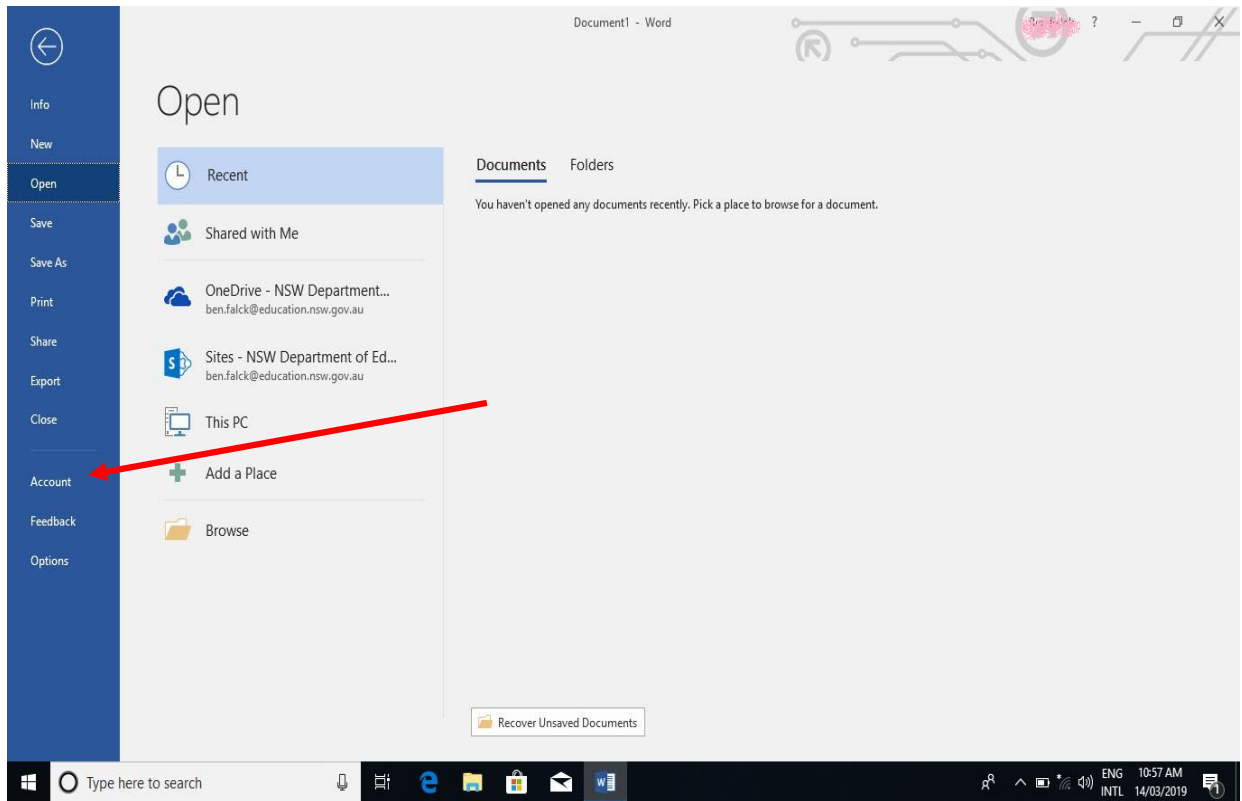 Document1 - Word
?
Info
New
Open
Save
Save As
Print
Share
Export
Close
Account
Feedback
Options
Open
Recent
Shared with Me
OneDrive - NSW Department...
ben.falck@education.nsw.gov.au
Sites - NSW Department of Ed...
ben.falck@education.nsw.gov.au
This PC
Add a Place
Browse
Documents Folders
You haven't opened any documents recently. Pick a place to browse for a document.
Recover Unsaved Documents
Type here to search
ENG
INTL
10:57 AM
14/03/2019
1